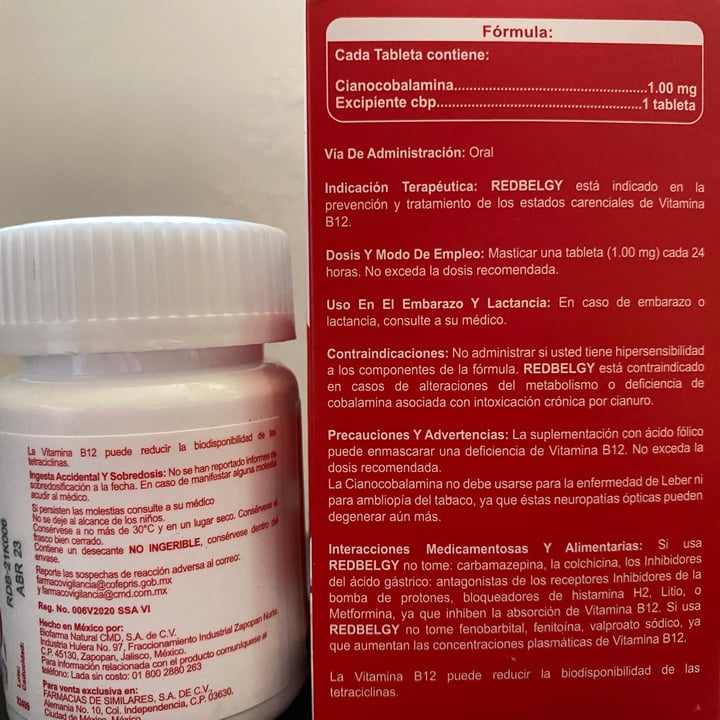 Fórmula:
Cada Tableta contiene:
Cianocobalamina..................................................1.00 mg
Excipiente cbp..................................................1 tableta
Via De Administración: Oral
Indicación Terapéutica: REDBELGY está indicado en la
prevención y tratamiento de los estados carenciales de Vitamina
B12.
Dosis Y Modo De Empleo: Masticar una tableta (1.00 mg) cada 24
horas. No exceda la dosis recomendada.
Uso En El Embarazo Y Lactancia: En caso de embarazo o
lactancia, consulte a su médico.
Contraindicaciones: No administrar si usted tiene hipersensibilidad
a los componentes de la fórmula. REDBELGY está contraindicado
en casos de alteraciones del metabolismo o deficiencia de
cobalamina asociada con intoxicación crónica por cianuro.
Precauciones Y Advertencias: La suplementación con ácido fólico
puede enmascarar una deficiencia de Vitamina B12. No exceda la
dosis recomendada.
La Cianocobalamina no debe usarse para la enfermedad de Leber ni
para ambliopía del tabaco, ya que éstas neuropatías ópticas pueden
degenerar aún más.
Interacciones Medicamentosas Y Alimentarias: Si usa
REDBELGY no tome: carbamazepina, la colchicina, los Inhibidores
del ácido gástrico: antagonistas de los receptores Inhibidores de la
bomba de protones, bloqueadores de histamina H2, Litio, o
Metformina, ya que inhiben la absorción de Vitamina B12. Si usa
REDBELGY no tome fenobarbital, fenitoína, valproato sódico, ya
que aumentan las concentraciones plasmáticas de Vitamina B12.
La Vitamina B12 puede reducir la biodisponibilidad de las
tetraciclinas.
La Vitamina B12 puede reducir la biodisponibilidad de las
tetraciclinas.
Ingesta Accidental Y Sobredosis: No se han reportado informes de
sobredosificación a la fecha. En caso de manifestar alguna molestia
acudir al médico.
Si persisten las molestias consulte a su médico
No se deje al alcance de los niños.
Consérvese a no más de 30°C y en un lugar seco. Consérvese el
frasco bien cerrado.
Contiene un desecante NO INGERIBLE, consérvese dentro del
envase.
Reporte las sospechas de reacción adversa al correo:
farmacovigilancia@cofepris.gob.mx
y farmacovigilancia@cmd.com.mx
Reg. No. 006V2020 SSA VI
Hecho en México por:
Biofarma Natural CMD, S.A. de C.V.
Industria Hulera No. 97, Fraccionamiento Industrial Zapopan Norte,
C.P. 45130, Zapopan, Jalisco, México.
Para información relacionada con el producto comuníquese al
teléfono: Lada sin costo: 01 800 2880 263
Para venta exclusiva en:
FARMACIAS DE SIMILARES, S.A. DE C.V.
Alemania No. 10, Col. Independencia, C.P. 03630,
Ciudad de México, México
Lote:
Caducidad:
RDB-21K006
ABR 23